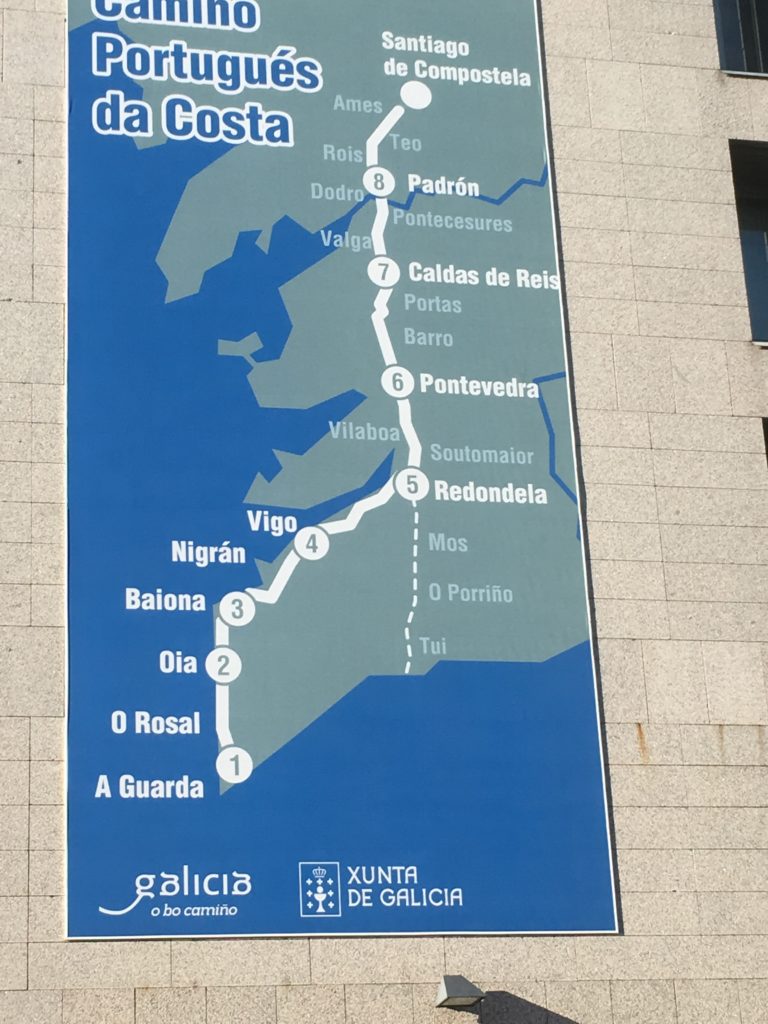 Camiño
Portugués
da Costa
Santiago
de Compostela
Ames
Teo
Rois
8
Padrón
Dodro
Pontecesures
Valga
7
Caldas de Reis
Portas
Barro
6
Pontevedra
Vilaboa
Soutomaior
5
Redondela
Vigo
4
Nigrán
Mos
Baiona
3
O Porriño
Oia
2
Tui
O Rosal
1
A Guarda
galicia
o bo camiño
XUNTA
DE GALICIA